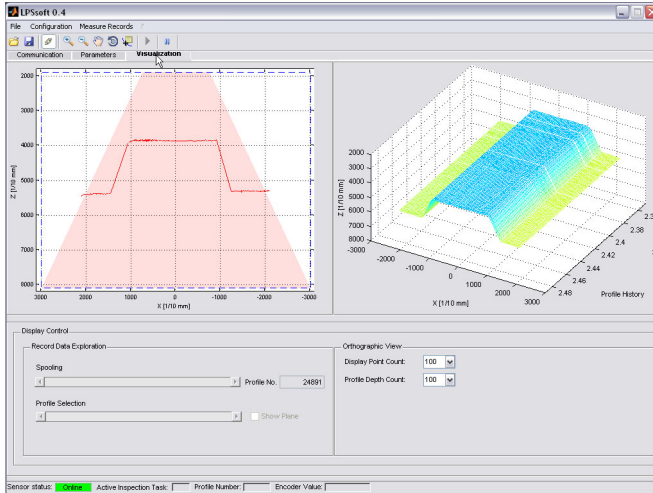 LPSsoft 0.4
File Configuration Measure Records ?
Communication Parameters Visualization
2000
3000
4000
5000
6000
7000
8000
Z [1/10 mm]
3000 2000 1000 0 -1000 -2000 -3000
X [1/10 mm]
2000
3000
4000
5000
6000
7000
8000
Z [1/10 mm]
-3000
-2000
-1000
0
1000
2000
3000
X [1/10 mm]
2.38
2.4
2.42
2.44
2.46
2.48
Profile History
Display Control
Record Data Exploration
Spooling
Profile No. 24891
Profile Selection
Show Plane
Orthographic View
Display Point Count: 100
Profile Depth Count: 100
Sensor status: Online Active Inspection Task: Profile Number: Encoder Value: